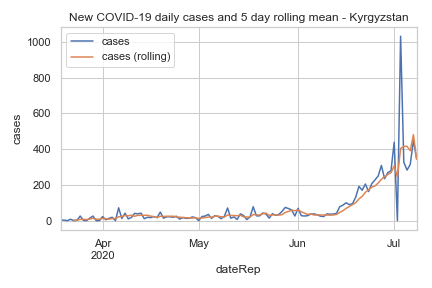 New COVID-19 daily cases and 5 day rolling mean - Kyrgyzstan
cases
cases (rolling)
1000
800
600
400
200
0
cases
Apr
2020
May
Jun
Jul
dateRep